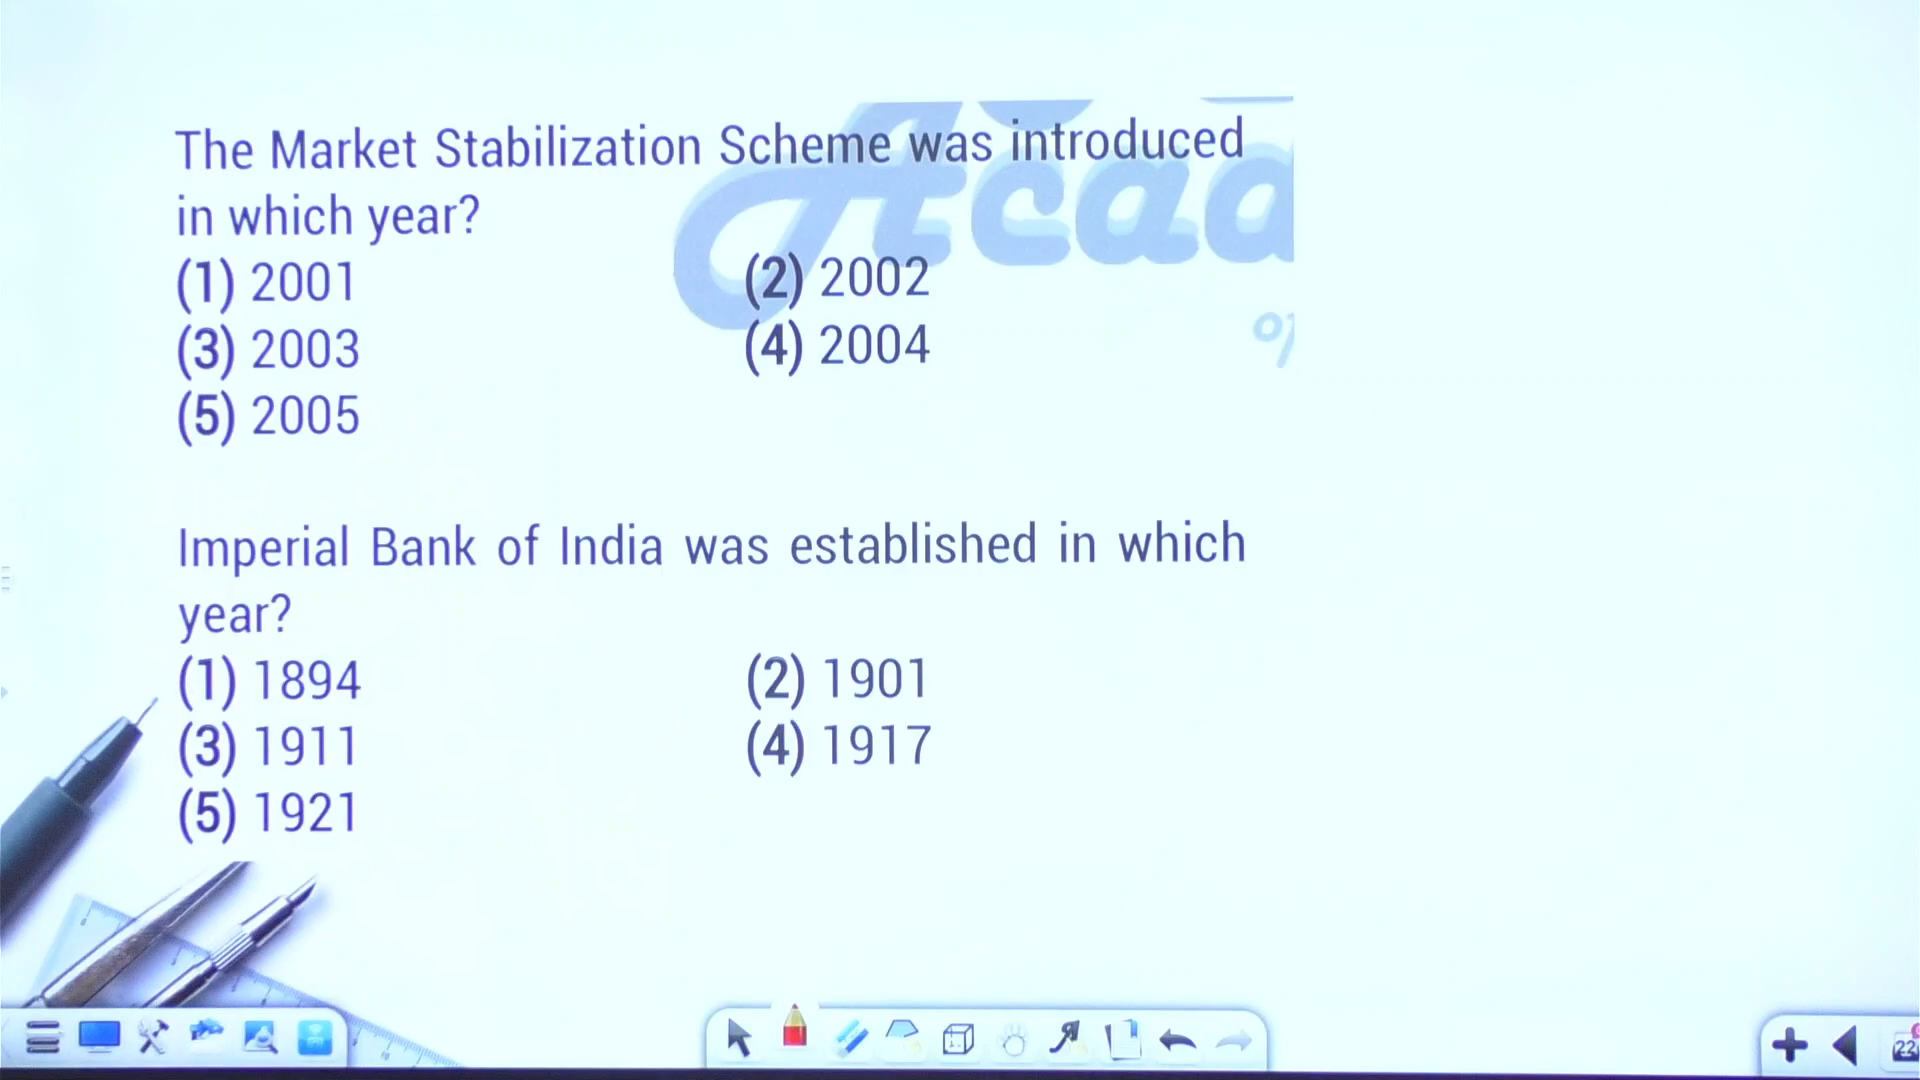 The Market Stabilization Scheme was introduced
in which year?
(1) 2001 (2) 2002
(3) 2003 (4) 2004
(5) 2005
Imperial Bank of India was established in which
year?
(1) 1894 (2) 1901
(3) 1911 (4) 1917
(5) 1921
Acad
22